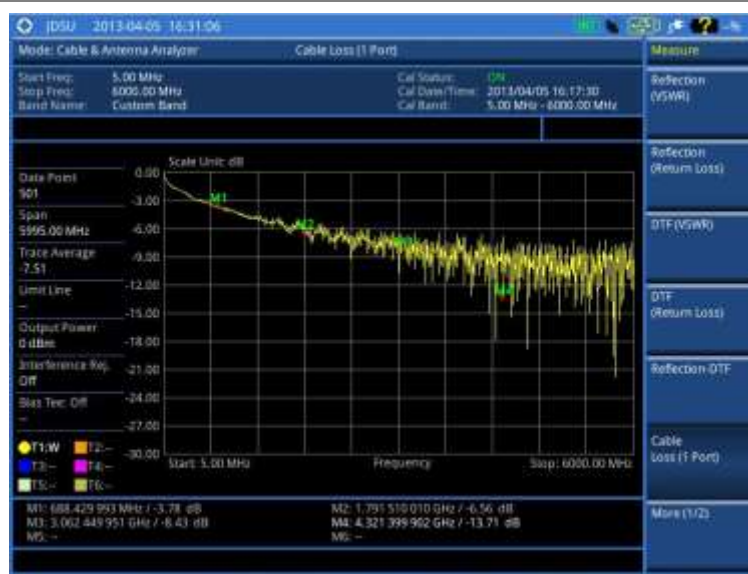 JDSU 2013-04-05 16:31:06
Mode: Cable & Antenna Analyzer Cable Loss (1 Port) Measure
Start Freq: 5.00 MHz Cal Status: ON
Stop Freq: 6000.00 MHz Cal Date/Time: 2013/04/05 16:17:30
Band Name: Custom Band Cal Band: 5.00 MHz - 6000.00 MHz
Reflection
(VSWR)
Reflection
(Return Loss)
DTF (VSWR)
DTF
(Return Loss)
Reflection-DTF
Cable
Loss (1 Port)
More (1/2)
Scale Unit: dB
Data Point
501
Span
5995.00 MHz
Trace Average
-7.51
Limit Line
--
Output Power
0 dBm
Interference Rej.
Off
Bias Tee: Off
--
T1:W T2:--
T3:-- T4:--
T5:-- T6:--
0.00
-3.00
-6.00
-9.00
-12.00
-15.00
-18.00
-21.00
-24.00
-27.00
-30.00
M1
M2
M3
M4
Start: 5.00 MHz Frequency Stop: 6000.00 MHz
M1: 688.429 993 MHz / -3.78 dB M2: 1.791 510 010 GHz / -6.56 dB
M3: 3.062 449 951 GHz / -8.43 dB M4: 4.321 399 902 GHz / -13.71 dB
M5: -- M6: --